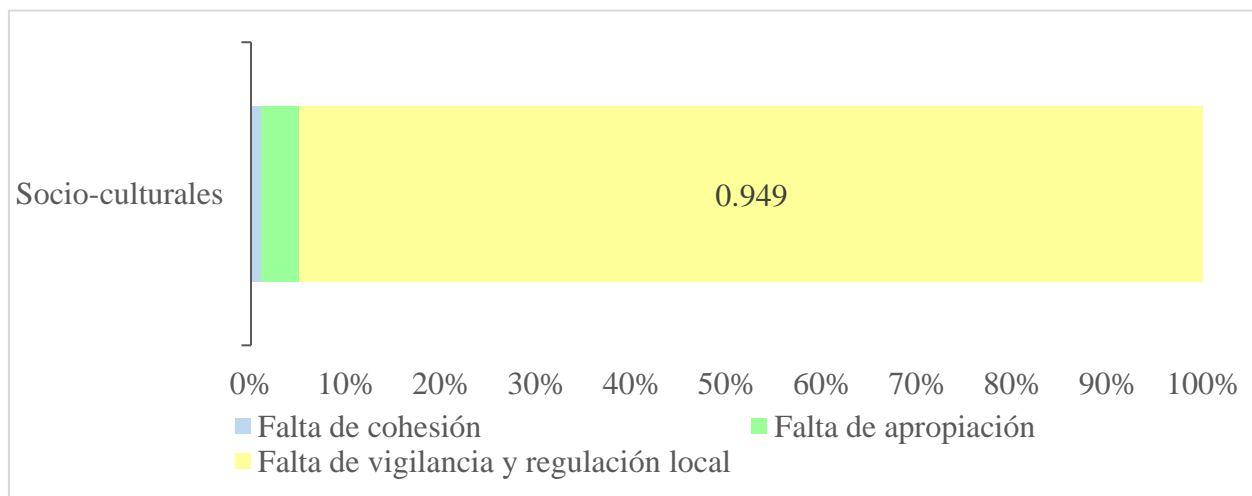 Socio-culturales
0.949
0% 10% 20% 30% 40% 50% 60% 70% 80% 90% 100%
Falta de cohesión Falta de apropiación
Falta de vigilancia y regulación local